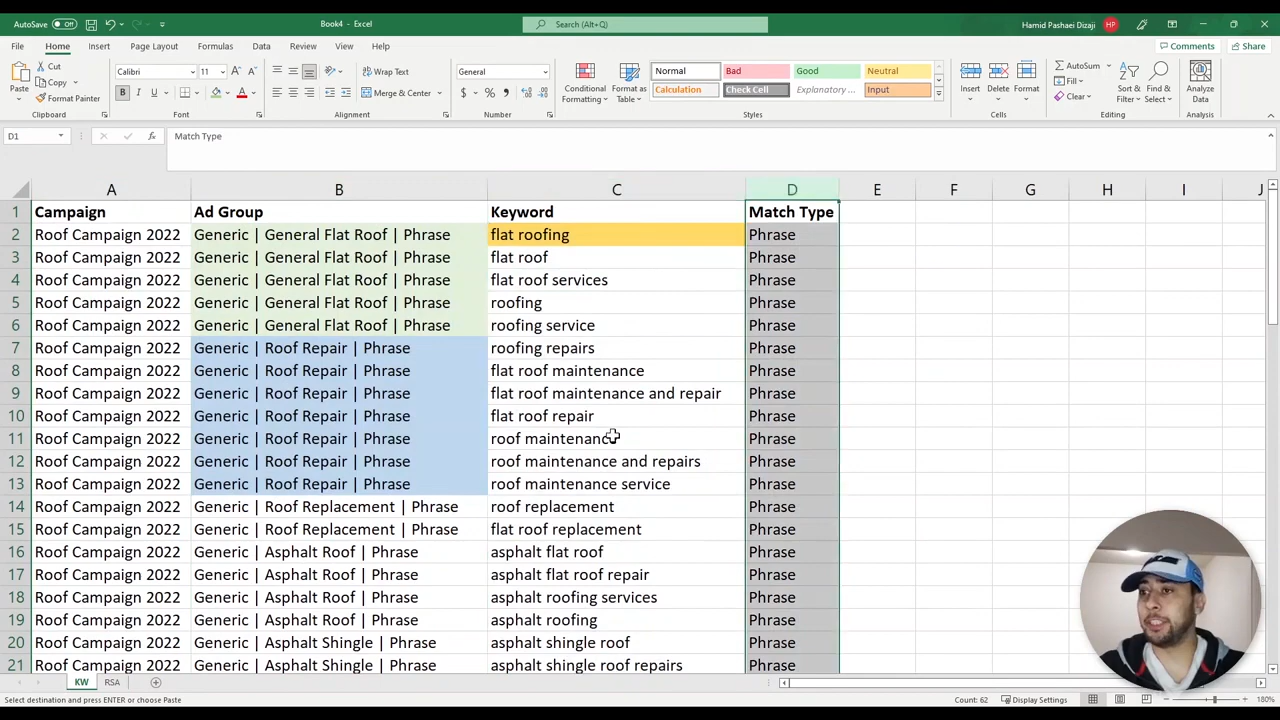 AutoSave Off Book4 - Excel Search (Alt+Q) Hamid Pashaei Dizaji HP
File Home Insert Page Layout Formulas Data Review View Help Comments Share
Paste Cut Copy Format Painter Clipboard
Calibri 11 Font
Wrap Text Merge & Center Alignment
General Number
Conditional Formatting Format as Table
Normal Bad Good Neutral
Calculation Check Cell Explanatory ... Input
Styles
Insert Delete Format Cells
AutoSum Fill Clear Sort & Filter Find & Select Editing
Analyze Data Analysis
D1 fx Match Type
A B C D E F G H I J
1 Campaign Ad Group Keyword Match Type
2 Roof Campaign 2022 Generic | General Flat Roof | Phrase flat roofing Phrase
3 Roof Campaign 2022 Generic | General Flat Roof | Phrase flat roof Phrase
4 Roof Campaign 2022 Generic | General Flat Roof | Phrase flat roof services Phrase
5 Roof Campaign 2022 Generic | General Flat Roof | Phrase roofing Phrase
6 Roof Campaign 2022 Generic | General Flat Roof | Phrase roofing service Phrase
7 Roof Campaign 2022 Generic | Roof Repair | Phrase roofing repairs Phrase
8 Roof Campaign 2022 Generic | Roof Repair | Phrase flat roof maintenance Phrase
9 Roof Campaign 2022 Generic | Roof Repair | Phrase flat roof maintenance and repair Phrase
10 Roof Campaign 2022 Generic | Roof Repair | Phrase flat roof repair Phrase
11 Roof Campaign 2022 Generic | Roof Repair | Phrase roof maintenance Phrase
12 Roof Campaign 2022 Generic | Roof Repair | Phrase roof maintenance and repairs Phrase
13 Roof Campaign 2022 Generic | Roof Repair | Phrase roof maintenance service Phrase
14 Roof Campaign 2022 Generic | Roof Replacement | Phrase roof replacement Phrase
15 Roof Campaign 2022 Generic | Roof Replacement | Phrase flat roof replacement Phrase
16 Roof Campaign 2022 Generic | Asphalt Roof | Phrase asphalt flat roof Phrase
17 Roof Campaign 2022 Generic | Asphalt Roof | Phrase asphalt flat roof repair Phrase
18 Roof Campaign 2022 Generic | Asphalt Roof | Phrase asphalt roofing services Phrase
19 Roof Campaign 2022 Generic | Asphalt Roof | Phrase asphalt roofing Phrase
20 Roof Campaign 2022 Generic | Asphalt Shingle | Phrase asphalt shingle roof Phrase
21 Roof Campaign 2022 Generic | Asphalt Shingle | Phrase asphalt shingle roof repairs Phrase
KW RSA
Select destination and press ENTER or choose Paste Count: 62 Display Settings 180%